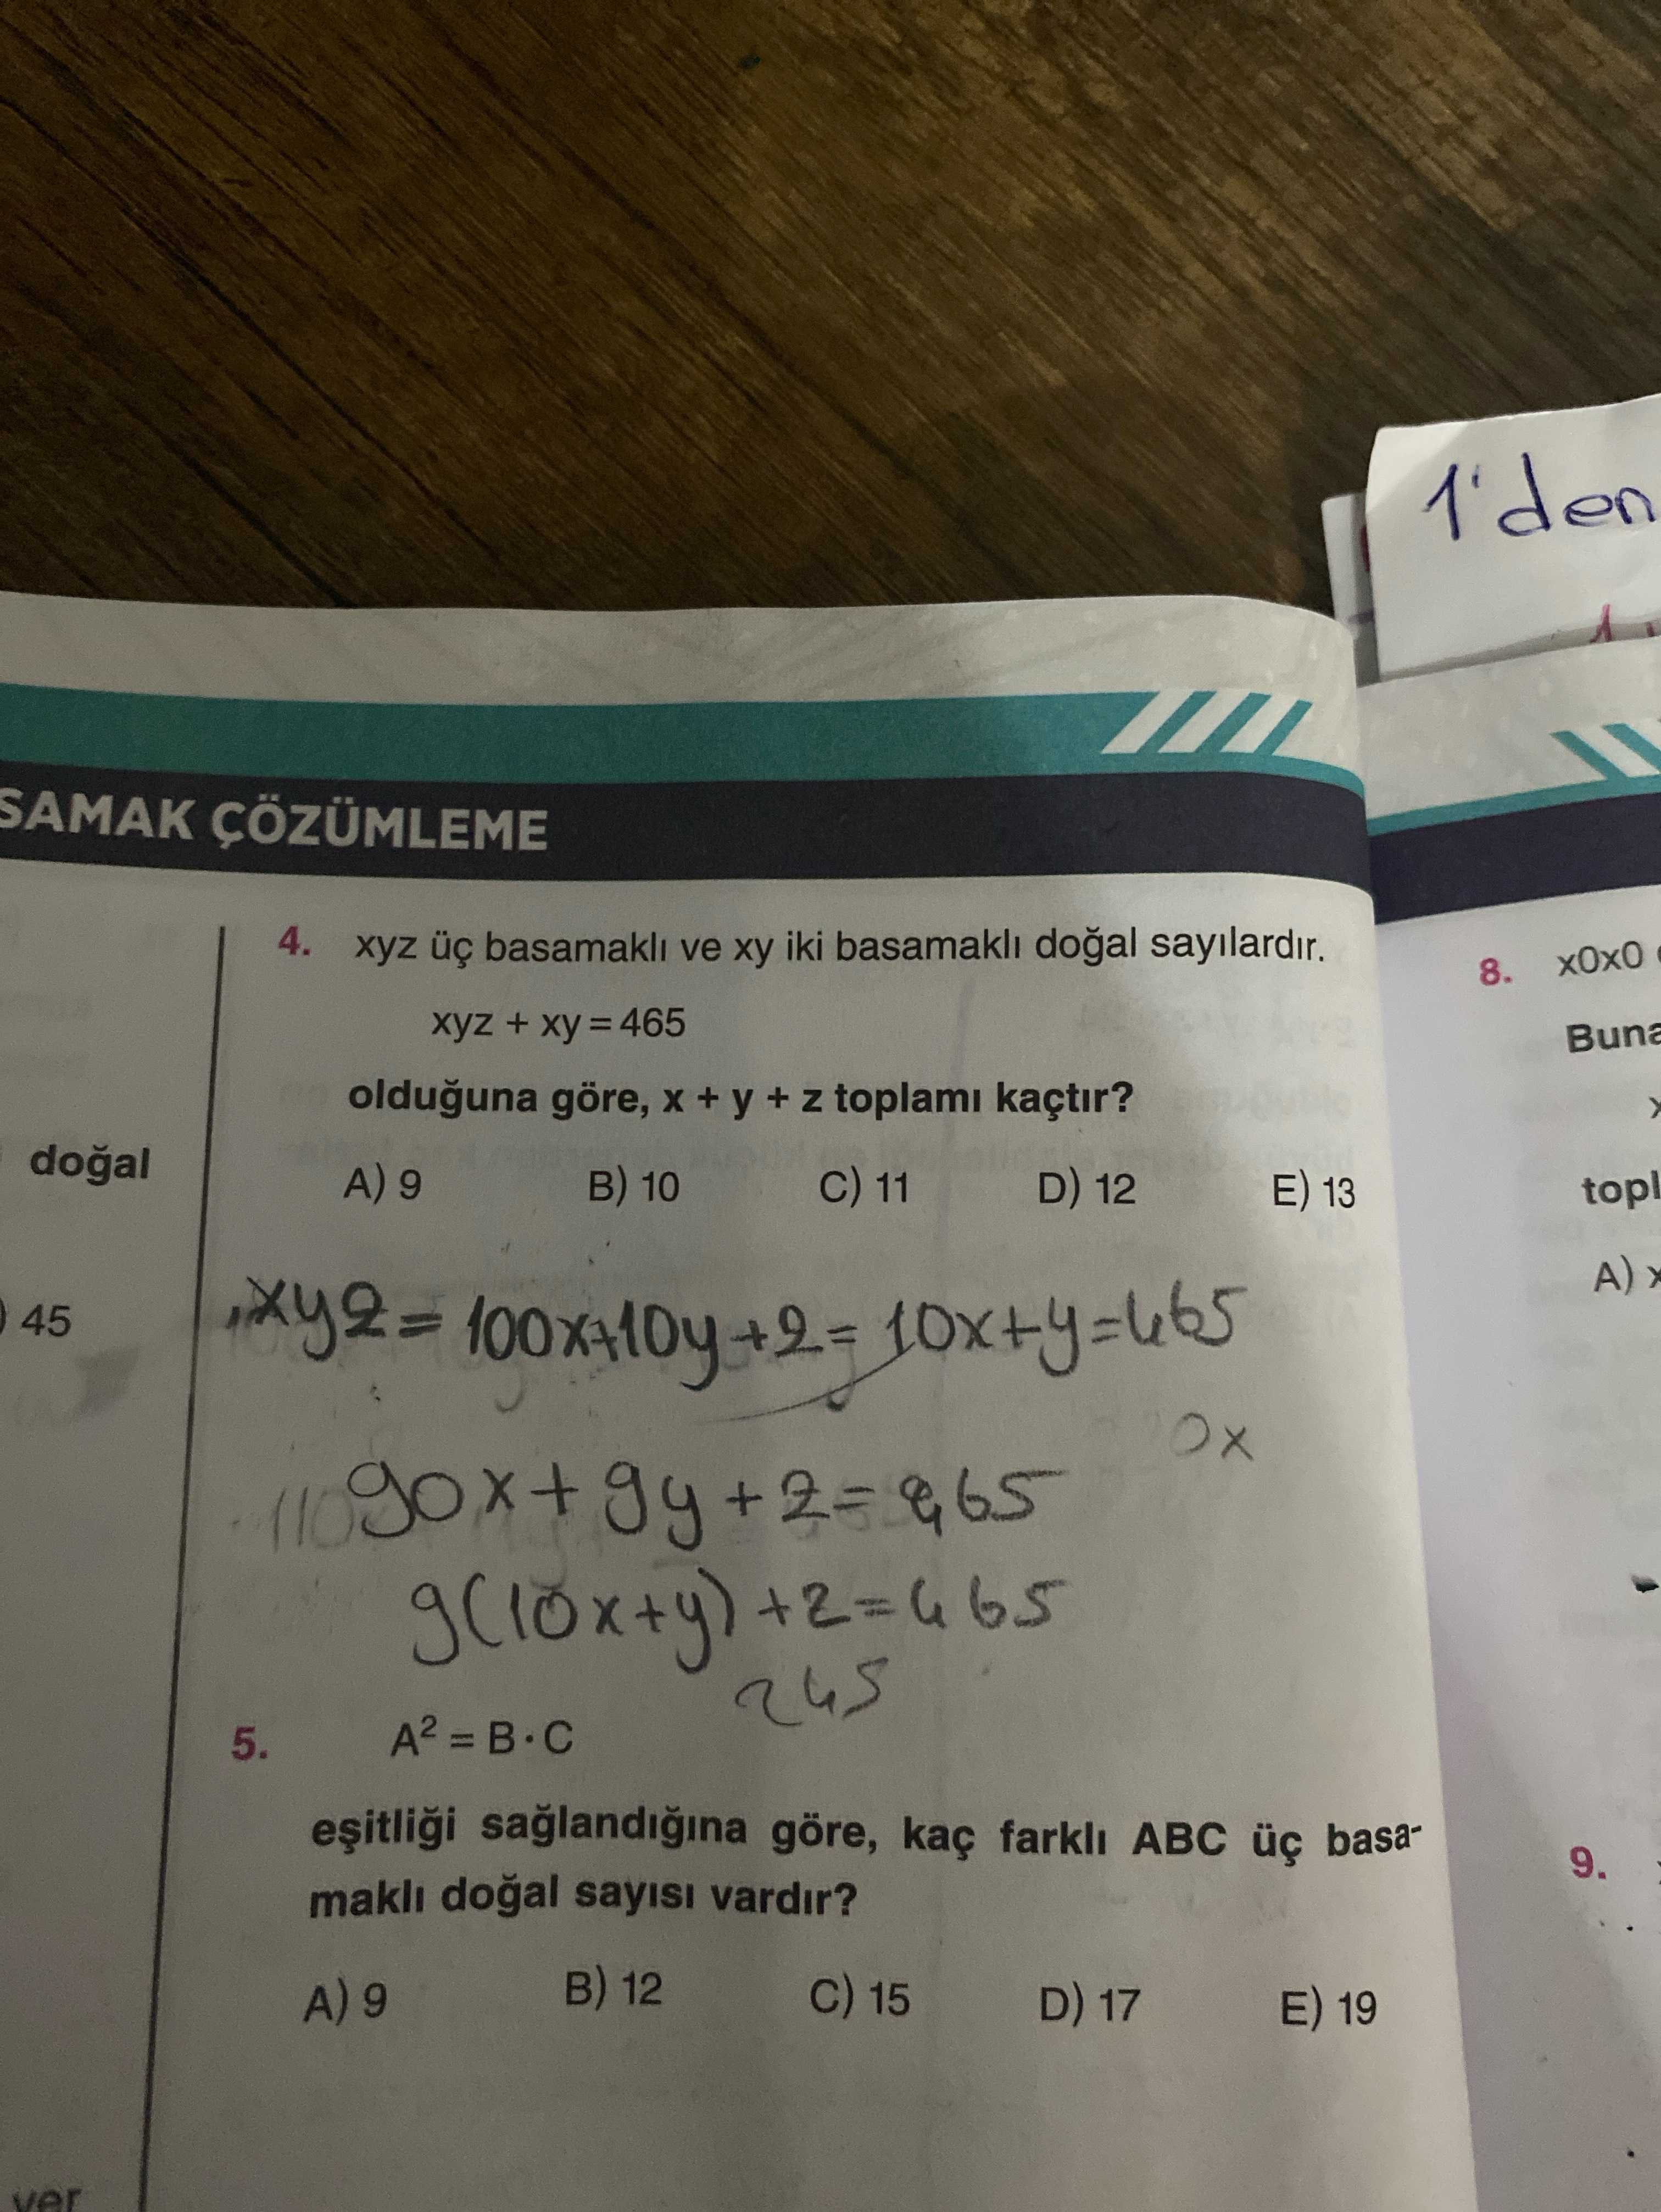 1'den
SAMAK ÇÖZÜMLEME
doğal
45
ver
4. xyz üç basamaklı ve xy iki basamaklı doğal sayılardır.
xyz + xy = 465
olduğuna göre, x + y + z toplamı kaçtır?
A) 9 B) 10 C) 11 D) 12 E) 13
xyz = 100x+10y+z = 10x+y=465
0x
90x + 9y + z = 465
9(10x+y) + z = 465
245
5. A² = B · C
eşitliği sağlandığına göre, kaç farklı ABC üç basa-
maklı doğal sayısı vardır?
A) 9 B) 12 C) 15 D) 17 E) 19
8. x0x0
Buna
topl
A) x
9.